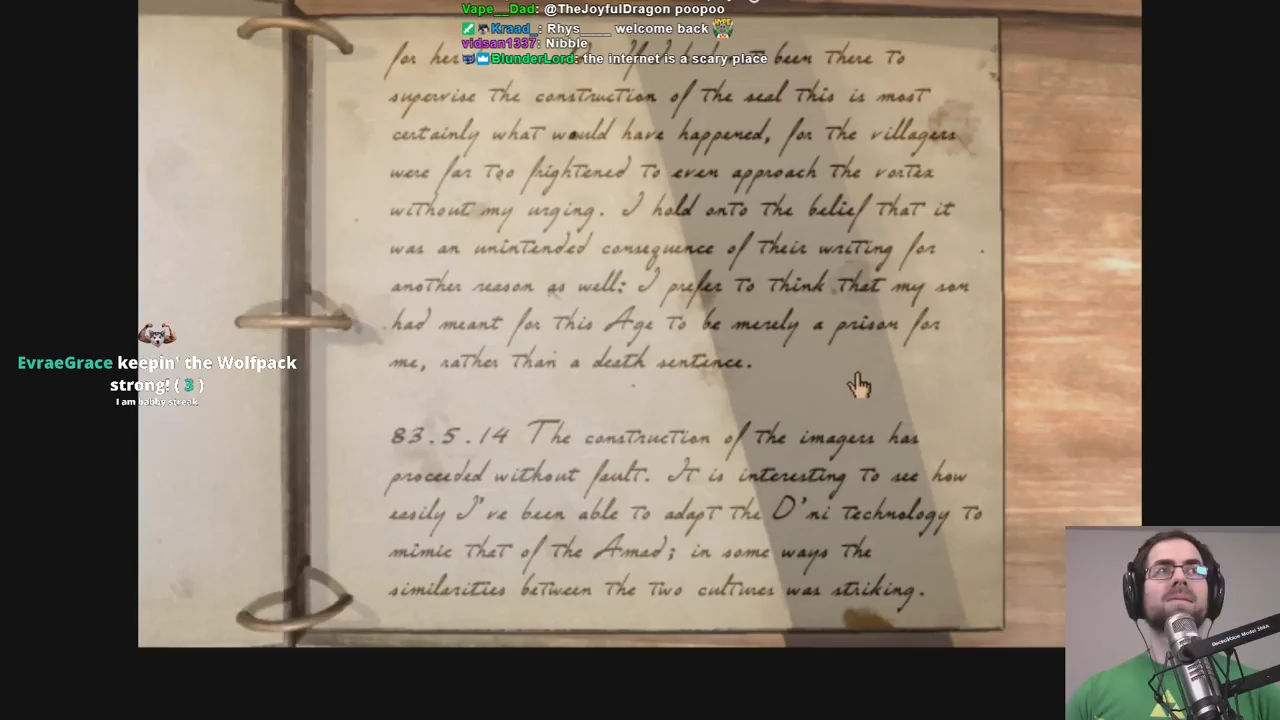 Vape__Dad: @TheJoyfulDragon poopoo
Kraad_: Rhys____ welcome back
vidsan1337: Nibble
BlunderLord: the internet is a scary place
for her If I had not been there to
supervise the construction of the seal this is most
certainly what would have happened, for the villagers
were far too frightened to even approach the vortex
without my urging. I hold onto the belief that it
was an unintended consequence of their writing for
another reason as well: I prefer to think that my son
had meant for this Age to be merely a prison for
me, rather than a death sentence.
EvraeGrace keepin' the Wolfpack
strong! ( 3 )
I am babby streak
83.5.14 The construction of the imagers has
proceeded without fault. It is interesting to see how
easily I've been able to adapt the D'ni technology to
mimic that of the Amad; in some ways the
similarities between the two cultures was striking.